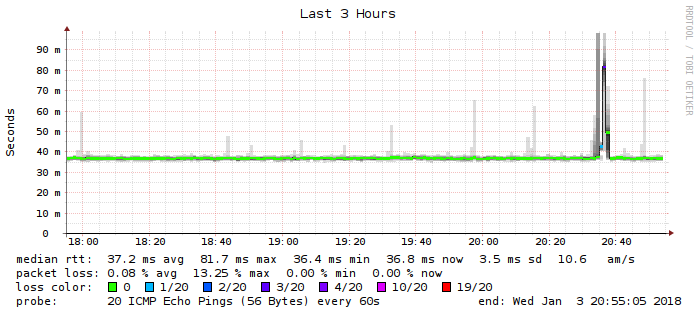 Last 3 Hours
RRDTOOL / TOBI OETIKER
Seconds
90 m
80 m
70 m
60 m
50 m
40 m
30 m
20 m
10 m
0
18:00 18:20 18:40 19:00 19:20 19:40 20:00 20:20 20:40
median rtt: 37.2 ms avg 81.7 ms max 36.4 ms min 36.8 ms now 3.5 ms sd 10.6 am/s
packet loss: 0.08 % avg 13.25 % max 0.00 % min 0.00 % now
loss color: 0 1/20 2/20 3/20 4/20 10/20 19/20
probe: 20 ICMP Echo Pings (56 Bytes) every 60s end: Wed Jan 3 20:55:05 2018